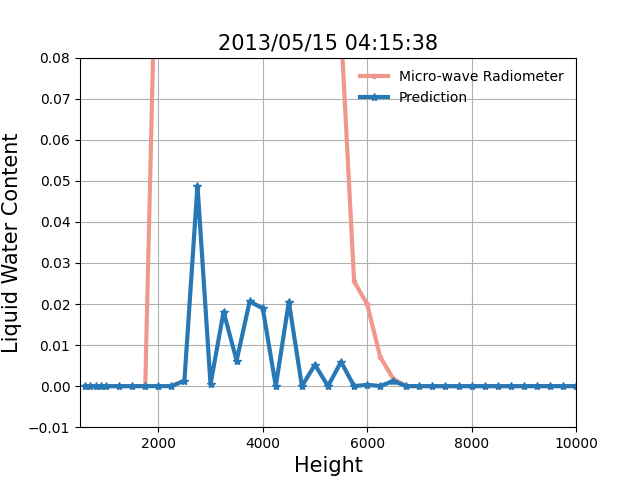 2013/05/15 04:15:38
Micro-wave Radiometer
Prediction
0.08
0.07
0.06
0.05
0.04
0.03
0.02
0.01
0.00
−0.01
Liquid Water Content
2000 4000 6000 8000 10000
Height